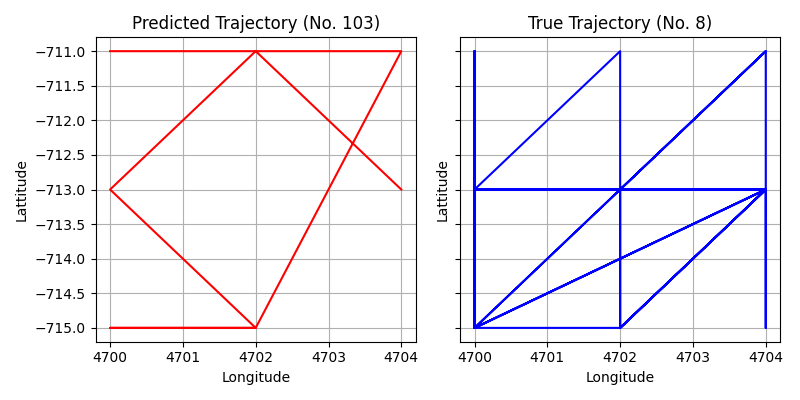 Predicted Trajectory (No. 103)
−711.0
−711.5
−712.0
−712.5
−713.0
−713.5
−714.0
−714.5
−715.0
Lattitude
4700 4701 4702 4703 4704
Longitude
True Trajectory (No. 8)
Lattitude
4700 4701 4702 4703 4704
Longitude